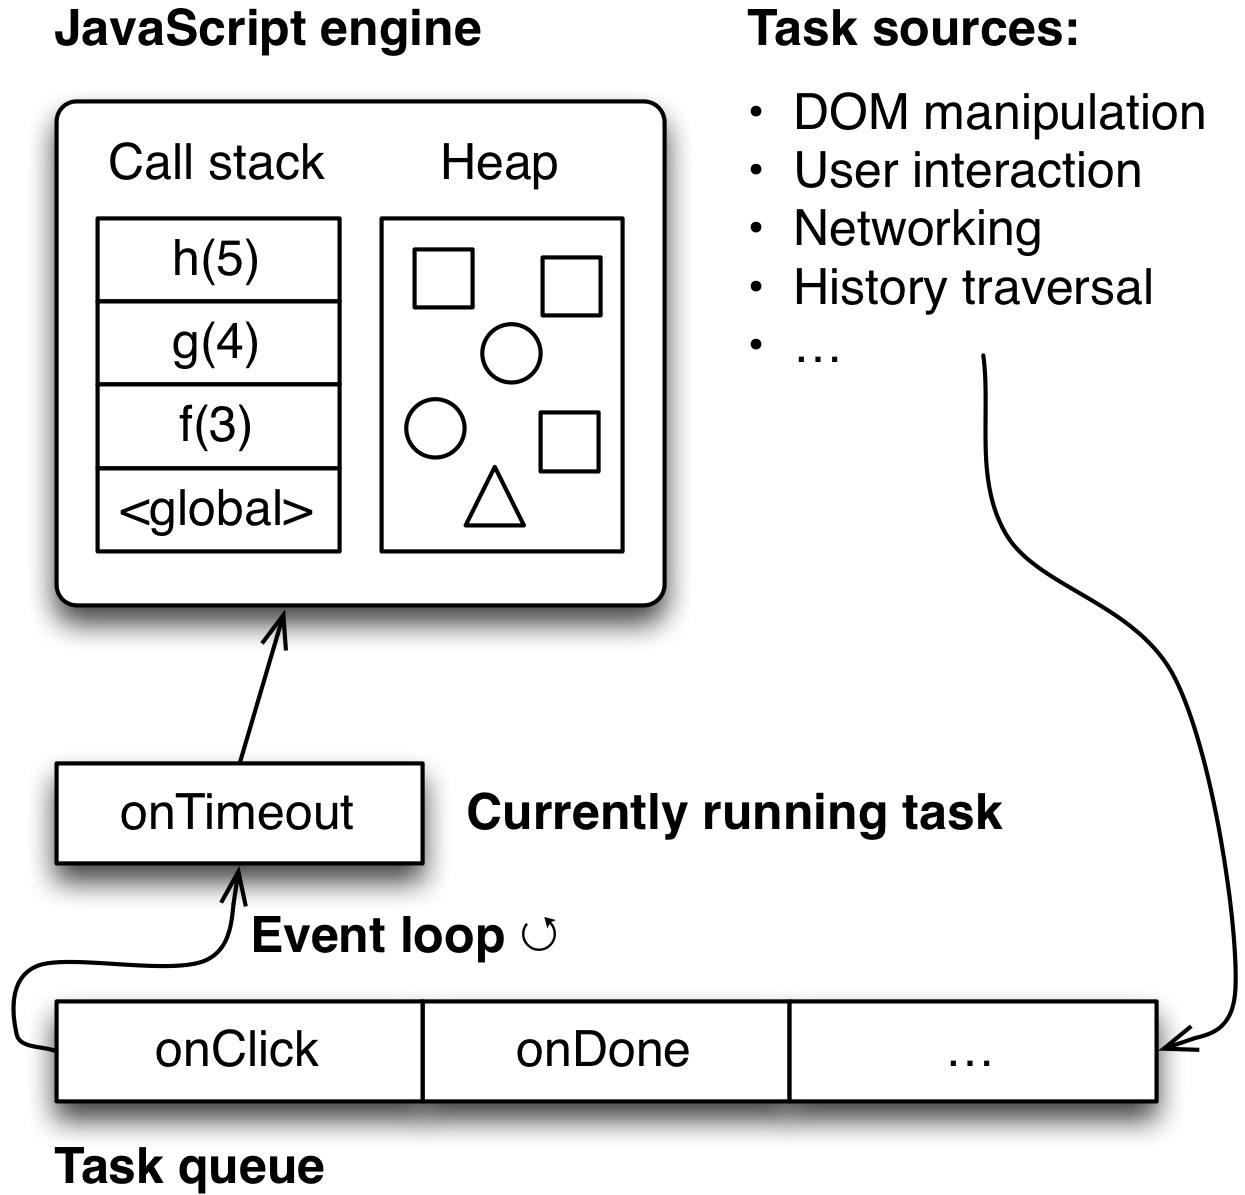 JavaScript engine
Call stack
h(5)
g(4)
f(3)
<global>
Heap
Task sources:
• DOM manipulation
• User interaction
• Networking
• History traversal
• …
onTimeout
Currently running task
Event loop
onClick
onDone
…
Task queue